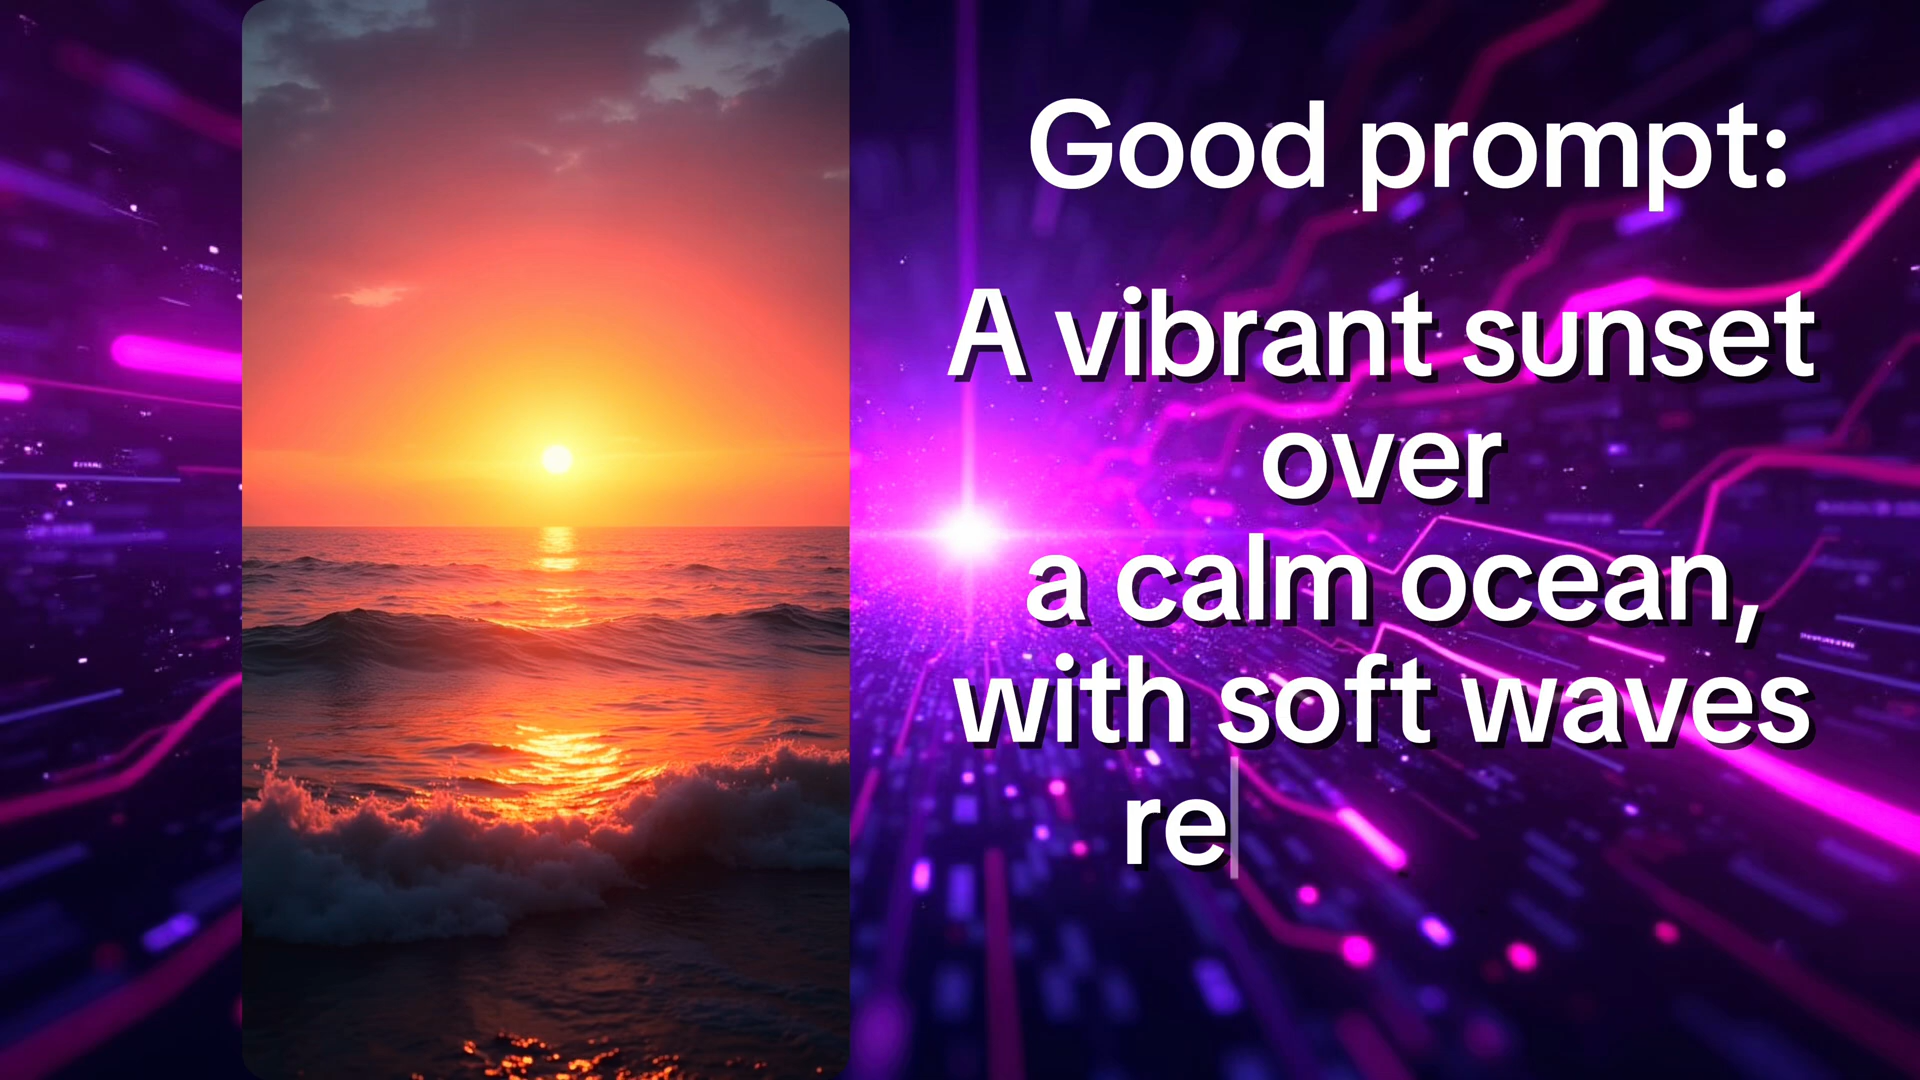 Good prompt:
A vibrant sunset
over
a calm ocean,
with soft waves
re